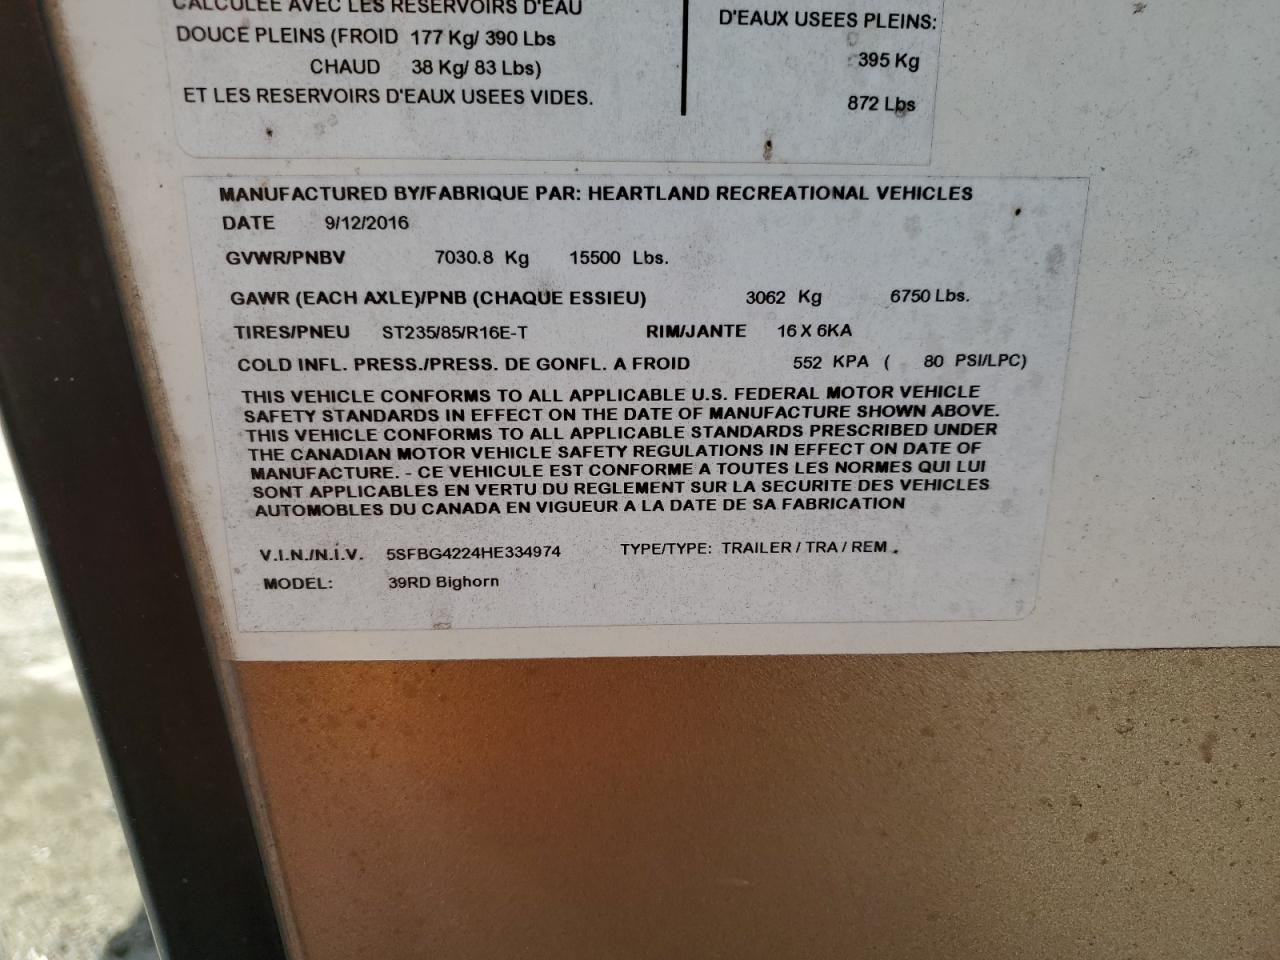 CALCULEE AVEC LES RESERVOIRS D'EAU
DOUCE PLEINS (FROID 177 Kg/ 390 Lbs
CHAUD 38 Kg/ 83 Lbs)
ET LES RESERVOIRS D'EAUX USEES VIDES.
D'EAUX USEES PLEINS:
395 Kg
872 Lbs
MANUFACTURED BY/FABRIQUE PAR: HEARTLAND RECREATIONAL VEHICLES
DATE 9/12/2016
GVWR/PNBV 7030.8 Kg 15500 Lbs.
GAWR (EACH AXLE)/PNB (CHAQUE ESSIEU) 3062 Kg 6750 Lbs.
TIRES/PNEU ST235/85/R16E-T RIM/JANTE 16 X 6KA
COLD INFL. PRESS./PRESS. DE GONFL. A FROID 552 KPA ( 80 PSI/LPC)
THIS VEHICLE CONFORMS TO ALL APPLICABLE U.S. FEDERAL MOTOR VEHICLE
SAFETY STANDARDS IN EFFECT ON THE DATE OF MANUFACTURE SHOWN ABOVE.
THIS VEHICLE CONFORMS TO ALL APPLICABLE STANDARDS PRESCRIBED UNDER
THE CANADIAN MOTOR VEHICLE SAFETY REGULATIONS IN EFFECT ON DATE OF
MANUFACTURE. - CE VEHICULE EST CONFORME A TOUTES LES NORMES QUI LUI
SONT APPLICABLES EN VERTU DU REGLEMENT SUR LA SECURITE DES VEHICLES
AUTOMOBLES DU CANADA EN VIGUEUR A LA DATE DE SA FABRICATION
V.I.N./N.I.V. 5SFBG4224HE334974 TYPE/TYPE: TRAILER / TRA / REM .
MODEL: 39RD Bighorn